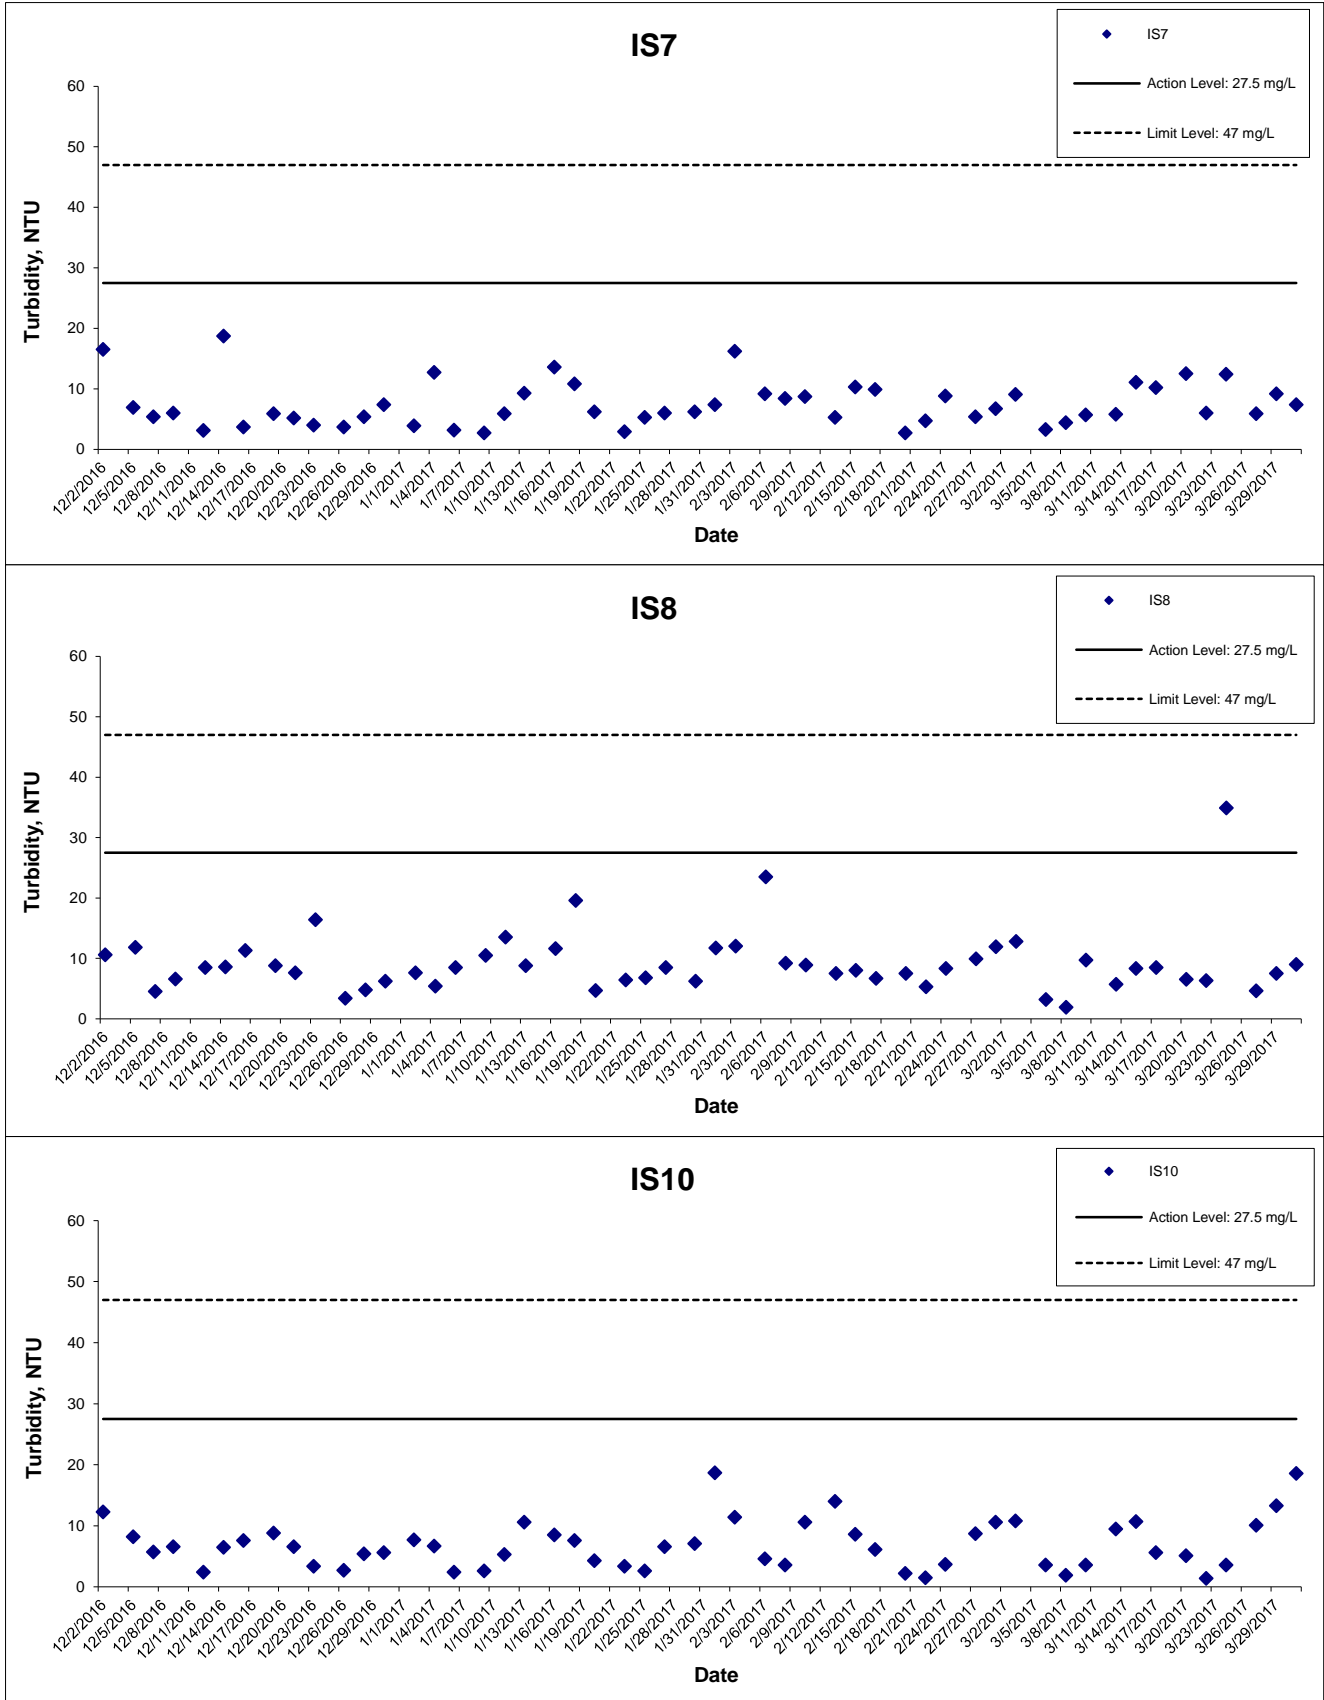 IS7
IS7
Action Level: 27.5 mg/L
Limit Level: 47 mg/L
Turbidity, NTU
60
50
40
30
20
10
0
12/2/2016 12/5/2016 12/8/2016 12/11/2016 12/14/2016 12/17/2016 12/20/2016 12/23/2016 12/26/2016 12/29/2016 1/1/2017 1/4/2017 1/7/2017 1/10/2017 1/13/2017 1/16/2017 1/19/2017 1/22/2017 1/25/2017 1/28/2017 1/31/2017 2/3/2017 2/6/2017 2/9/2017 2/12/2017 2/15/2017 2/18/2017 2/21/2017 2/24/2017 2/27/2017 3/2/2017 3/5/2017 3/8/2017 3/11/2017 3/14/2017 3/17/2017 3/20/2017 3/23/2017 3/26/2017 3/29/2017
Date
IS8
IS8
Action Level: 27.5 mg/L
Limit Level: 47 mg/L
Turbidity, NTU
60
50
40
30
20
10
0
12/2/2016 12/5/2016 12/8/2016 12/11/2016 12/14/2016 12/17/2016 12/20/2016 12/23/2016 12/26/2016 12/29/2016 1/1/2017 1/4/2017 1/7/2017 1/10/2017 1/13/2017 1/16/2017 1/19/2017 1/22/2017 1/25/2017 1/28/2017 1/31/2017 2/3/2017 2/6/2017 2/9/2017 2/12/2017 2/15/2017 2/18/2017 2/21/2017 2/24/2017 2/27/2017 3/2/2017 3/5/2017 3/8/2017 3/11/2017 3/14/2017 3/17/2017 3/20/2017 3/23/2017 3/26/2017 3/29/2017
Date
IS10
IS10
Action Level: 27.5 mg/L
Limit Level: 47 mg/L
Turbidity, NTU
60
50
40
30
20
10
0
12/2/2016 12/5/2016 12/8/2016 12/11/2016 12/14/2016 12/17/2016 12/20/2016 12/23/2016 12/26/2016 12/29/2016 1/1/2017 1/4/2017 1/7/2017 1/10/2017 1/13/2017 1/16/2017 1/19/2017 1/22/2017 1/25/2017 1/28/2017 1/31/2017 2/3/2017 2/6/2017 2/9/2017 2/12/2017 2/15/2017 2/18/2017 2/21/2017 2/24/2017 2/27/2017 3/2/2017 3/5/2017 3/8/2017 3/11/2017 3/14/2017 3/17/2017 3/20/2017 3/23/2017 3/26/2017 3/29/2017
Date